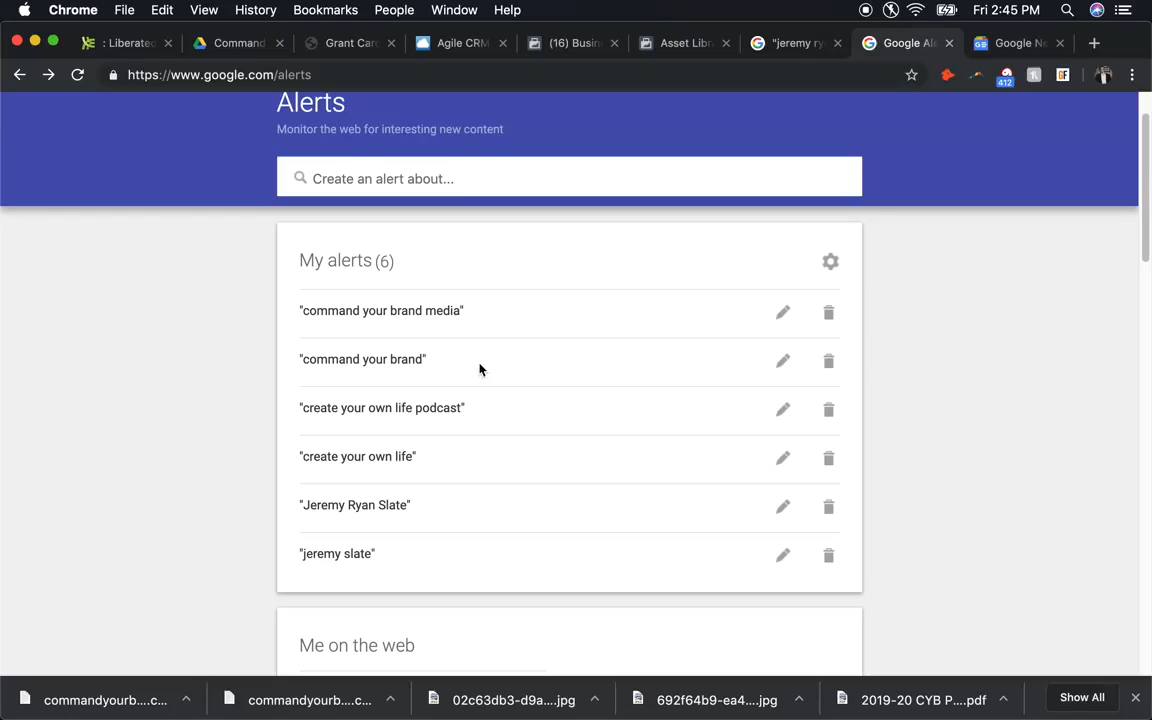 Chrome File Edit View History Bookmarks People Window Help Fri 2:45 PM
: Liberated Command Grant Car Agile CRM (16) Busin Asset Libr "jeremy ry Google Ale Google Ne
https://www.google.com/alerts
412
GF
Alerts
Monitor the web for interesting new content
Create an alert about...
My alerts (6)
"command your brand media"
"command your brand"
"create your own life podcast"
"create your own life"
"Jeremy Ryan Slate"
"jeremy slate"
Me on the web
commandyourb....c... commandyourb....c... 02c63db3-d9a....jpg 692f64b9-ea4....jpg 2019-20 CYB P....pdf Show All